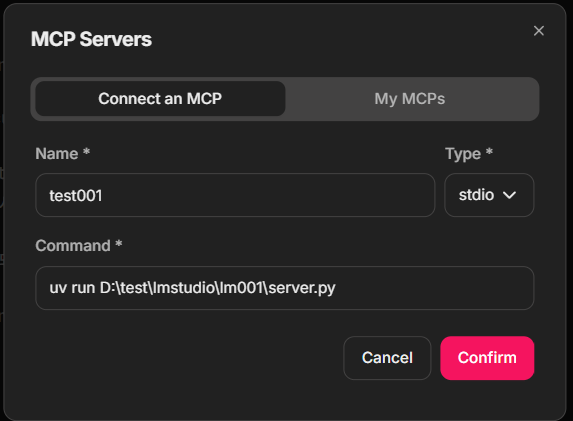 MCP Servers
Connect an MCP
My MCPs
Name *
Type *
test001
stdio
Command *
uv run D:\test\lmstudio\lm001\server.py
Cancel
Confirm